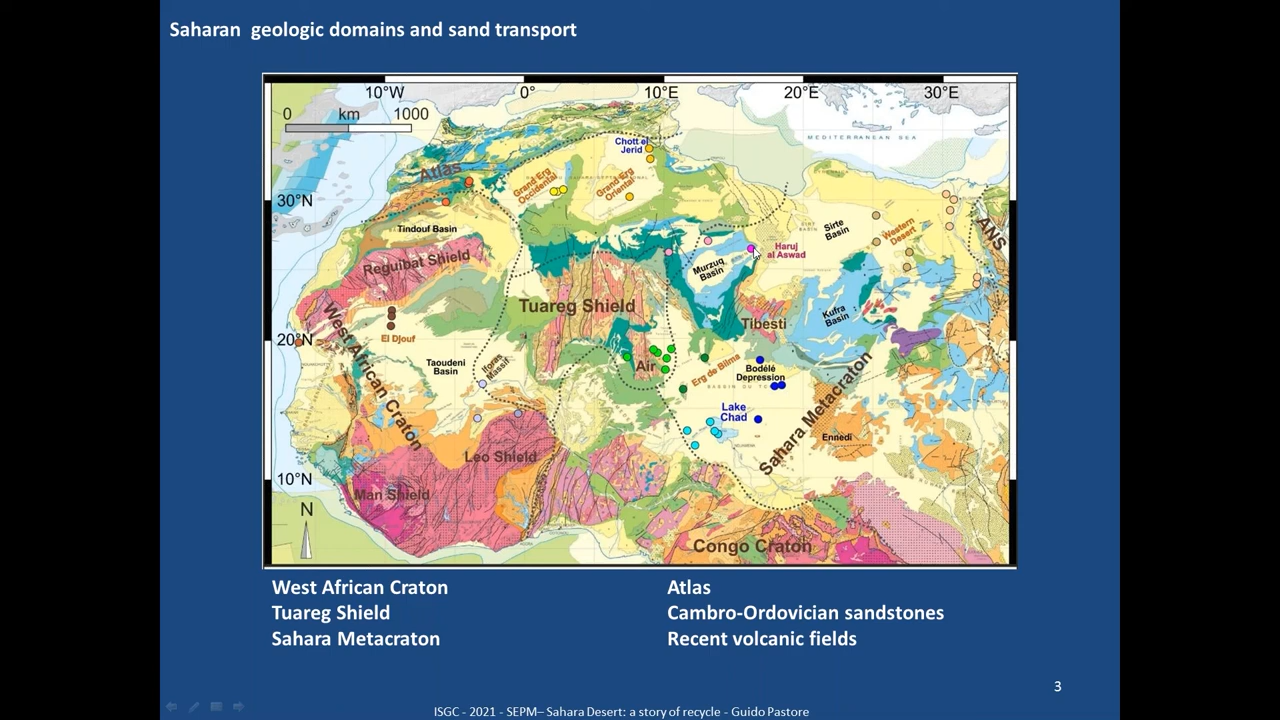 Saharan geologic domains and sand transport
10°W 0° 10°E 20°E 30°E
0 km 1000
MEDITERRANEAN SEA
Chott el
Jerid
Atlas
Grand Erg
Occidental
Grand Erg
Oriental
30°N
Tindouf Basin
Sirte
Basin
Western
Desert
ANS
Reguibat Shield
Murzuq
Basin
Haruj
al Aswad
Tuareg Shield
Tibesti
Kufra
Basin
20°N
El Djouf
West African Craton
Taoudeni
Basin
Iforas
Massif
Air
Erg de Bilma
Bodélé
Depression
Lake
Chad
Sahara Metacraton
Ennedi
Leo Shield
10°N
Man Shield
N
Congo Craton
West African Craton
Tuareg Shield
Sahara Metacraton
Atlas
Cambro-Ordovician sandstones
Recent volcanic fields
3
ISGC - 2021 - SEPM– Sahara Desert: a story of recycle - Guido Pastore